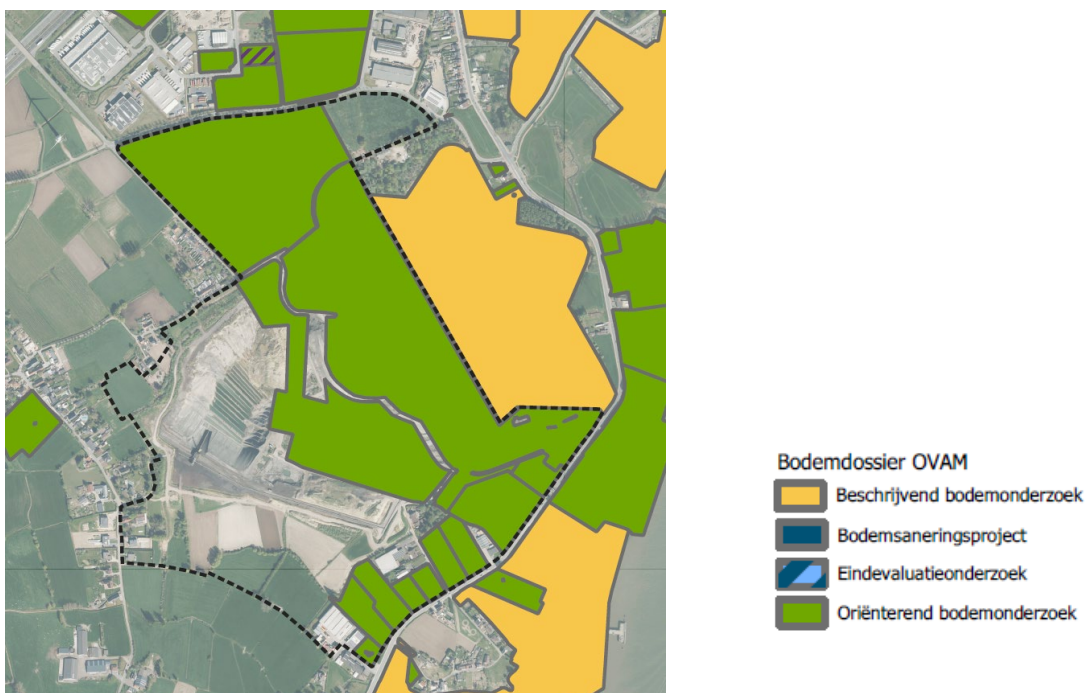 Bodemdossier OVAM
Beschrijvend bodemonderzoek
Bodemsaneringsproject
Eindevaluatieonderzoek
Oriënterend bodemonderzoek